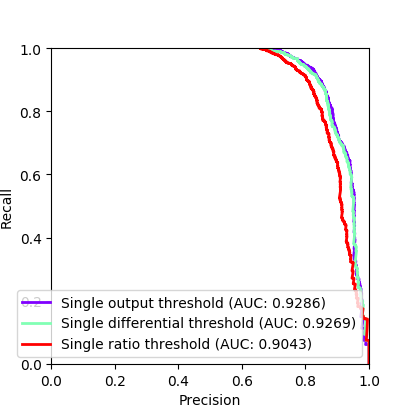 1.0
0.8
0.6
0.4
0.2
0.0
Recall
Single output threshold (AUC: 0.9286)
Single differential threshold (AUC: 0.9269)
Single ratio threshold (AUC: 0.9043)
0.0 0.2 0.4 0.6 0.8 1.0
Precision